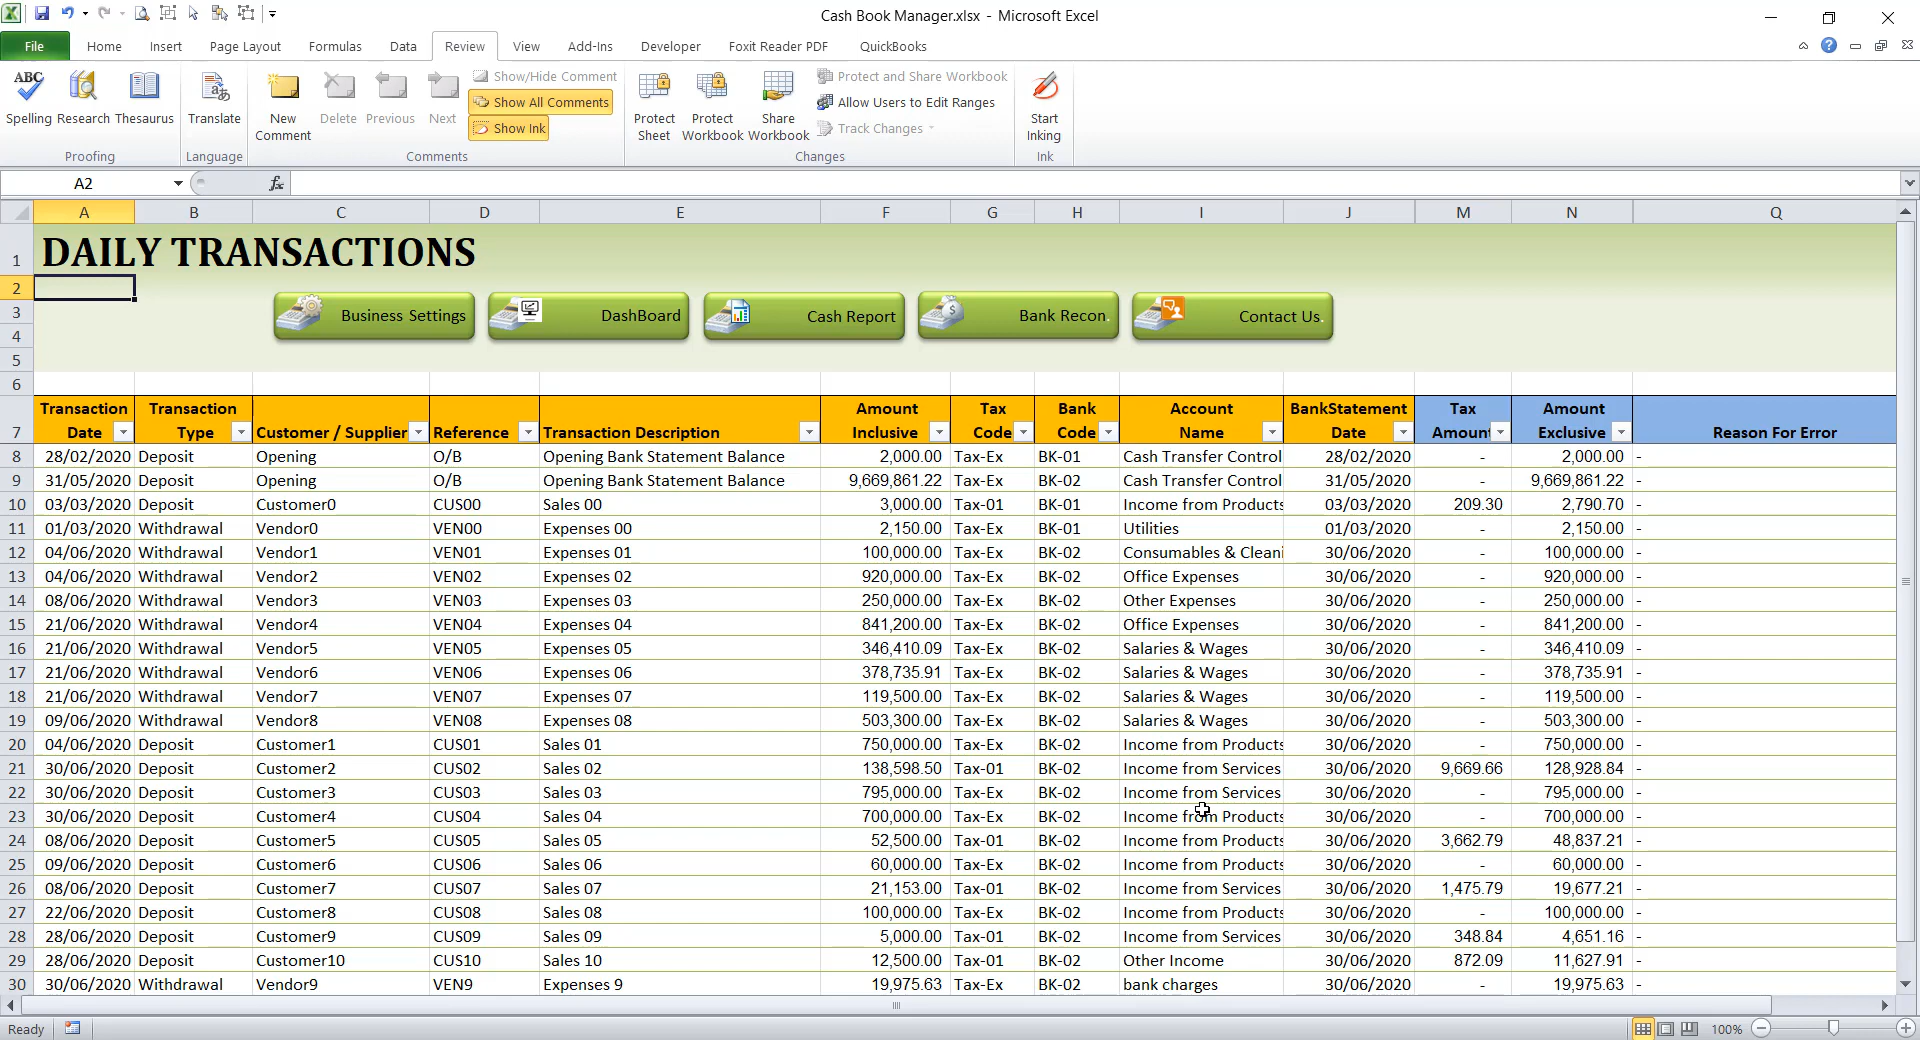 Cash Book Manager.xlsx - Microsoft Excel
File Home Insert Page Layout Formulas Data Review View Add-Ins Developer Foxit Reader PDF QuickBooks
ABC
Spelling Research Thesaurus
Proofing
Translate
Language
New Comment Delete Previous Next
Show/Hide Comment
Show All Comments
Show Ink
Comments
Protect Sheet Protect Workbook Share Workbook
Protect and Share Workbook
Allow Users to Edit Ranges
Track Changes
Changes
Start Inking
Ink
A2 fx
A B C D E F G H I J M N Q
1 DAILY TRANSACTIONS
2
3 Business Settings DashBoard Cash Report Bank Recon. Contact Us.
4
5
6
7 Transaction Date Transaction Type Customer / Supplier Reference Transaction Description Amount Inclusive Tax Code Bank Code Account Name BankStatement Date Tax Amount Amount Exclusive Reason For Error
8 28/02/2020 Deposit Opening O/B Opening Bank Statement Balance 2,000.00 Tax-Ex BK-01 Cash Transfer Control 28/02/2020 - 2,000.00 -
9 31/05/2020 Deposit Opening O/B Opening Bank Statement Balance 9,669,861.22 Tax-Ex BK-02 Cash Transfer Control 31/05/2020 - 9,669,861.22 -
10 03/03/2020 Deposit Customer0 CUS00 Sales 00 3,000.00 Tax-01 BK-01 Income from Products 03/03/2020 209.30 2,790.70 -
11 01/03/2020 Withdrawal Vendor0 VEN00 Expenses 00 2,150.00 Tax-Ex BK-01 Utilities 01/03/2020 - 2,150.00 -
12 04/06/2020 Withdrawal Vendor1 VEN01 Expenses 01 100,000.00 Tax-Ex BK-02 Consumables & Cleani 30/06/2020 - 100,000.00 -
13 04/06/2020 Withdrawal Vendor2 VEN02 Expenses 02 920,000.00 Tax-Ex BK-02 Office Expenses 30/06/2020 - 920,000.00 -
14 08/06/2020 Withdrawal Vendor3 VEN03 Expenses 03 250,000.00 Tax-Ex BK-02 Other Expenses 30/06/2020 - 250,000.00 -
15 21/06/2020 Withdrawal Vendor4 VEN04 Expenses 04 841,200.00 Tax-Ex BK-02 Office Expenses 30/06/2020 - 841,200.00 -
16 21/06/2020 Withdrawal Vendor5 VEN05 Expenses 05 346,410.09 Tax-Ex BK-02 Salaries & Wages 30/06/2020 - 346,410.09 -
17 21/06/2020 Withdrawal Vendor6 VEN06 Expenses 06 378,735.91 Tax-Ex BK-02 Salaries & Wages 30/06/2020 - 378,735.91 -
18 21/06/2020 Withdrawal Vendor7 VEN07 Expenses 07 119,500.00 Tax-Ex BK-02 Salaries & Wages 30/06/2020 - 119,500.00 -
19 09/06/2020 Withdrawal Vendor8 VEN08 Expenses 08 503,300.00 Tax-Ex BK-02 Salaries & Wages 30/06/2020 - 503,300.00 -
20 04/06/2020 Deposit Customer1 CUS01 Sales 01 750,000.00 Tax-Ex BK-02 Income from Products 30/06/2020 - 750,000.00 -
21 30/06/2020 Deposit Customer2 CUS02 Sales 02 138,598.50 Tax-01 BK-02 Income from Services 30/06/2020 9,669.66 128,928.84 -
22 30/06/2020 Deposit Customer3 CUS03 Sales 03 795,000.00 Tax-Ex BK-02 Income from Services 30/06/2020 - 795,000.00 -
23 30/06/2020 Deposit Customer4 CUS04 Sales 04 700,000.00 Tax-Ex BK-02 Income from Products 30/06/2020 - 700,000.00 -
24 08/06/2020 Deposit Customer5 CUS05 Sales 05 52,500.00 Tax-01 BK-02 Income from Products 30/06/2020 3,662.79 48,837.21 -
25 09/06/2020 Deposit Customer6 CUS06 Sales 06 60,000.00 Tax-Ex BK-02 Income from Products 30/06/2020 - 60,000.00 -
26 08/06/2020 Deposit Customer7 CUS07 Sales 07 21,153.00 Tax-01 BK-02 Income from Services 30/06/2020 1,475.79 19,677.21 -
27 22/06/2020 Deposit Customer8 CUS08 Sales 08 100,000.00 Tax-Ex BK-02 Income from Products 30/06/2020 - 100,000.00 -
28 28/06/2020 Deposit Customer9 CUS09 Sales 09 5,000.00 Tax-01 BK-02 Income from Services 30/06/2020 348.84 4,651.16 -
29 28/06/2020 Deposit Customer10 CUS10 Sales 10 12,500.00 Tax-01 BK-02 Other Income 30/06/2020 872.09 11,627.91 -
30 30/06/2020 Withdrawal Vendor9 VEN9 Expenses 9 19,975.63 Tax-Ex BK-02 bank charges 30/06/2020 - 19,975.63 -
Ready 100%